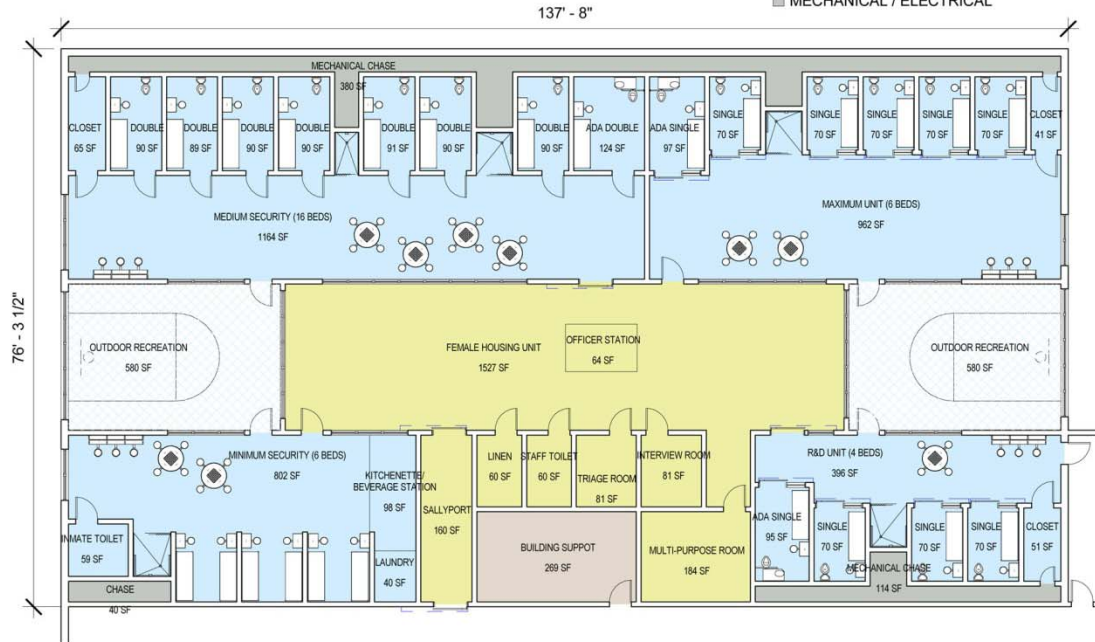 MECHANICAL / ELECTRICAL
137' - 8"
76' - 3 1/2"
MECHANICAL CHASE
380 SF
CLOSET
65 SF
DOUBLE
90 SF
DOUBLE
89 SF
DOUBLE
90 SF
DOUBLE
90 SF
DOUBLE
91 SF
DOUBLE
90 SF
DOUBLE
90 SF
ADA DOUBLE
124 SF
ADA SINGLE
97 SF
SINGLE
70 SF
SINGLE
70 SF
SINGLE
70 SF
SINGLE
70 SF
SINGLE
70 SF
CLOSET
41 SF
MEDIUM SECURITY (16 BEDS)
1164 SF
MAXIMUM UNIT (6 BEDS)
962 SF
OUTDOOR RECREATION
580 SF
FEMALE HOUSING UNIT
1527 SF
OFFICER STATION
64 SF
OUTDOOR RECREATION
580 SF
MINIMUM SECURITY (6 BEDS)
802 SF
KITCHENETTE/
BEVERAGE STATION
98 SF
SALLYPORT
160 SF
LINEN
60 SF
STAFF TOILET
60 SF
TRIAGE ROOM
81 SF
INTERVIEW ROOM
81 SF
R&D UNIT (4 BEDS)
396 SF
INMATE TOILET
59 SF
CHASE
40 SF
LAUNDRY
40 SF
BUILDING SUPPOT
269 SF
MULTI-PURPOSE ROOM
184 SF
ADA SINGLE
95 SF
SINGLE
70 SF
SINGLE
70 SF
SINGLE
70 SF
CLOSET
51 SF
MECHANICAL CHASE
114 SF